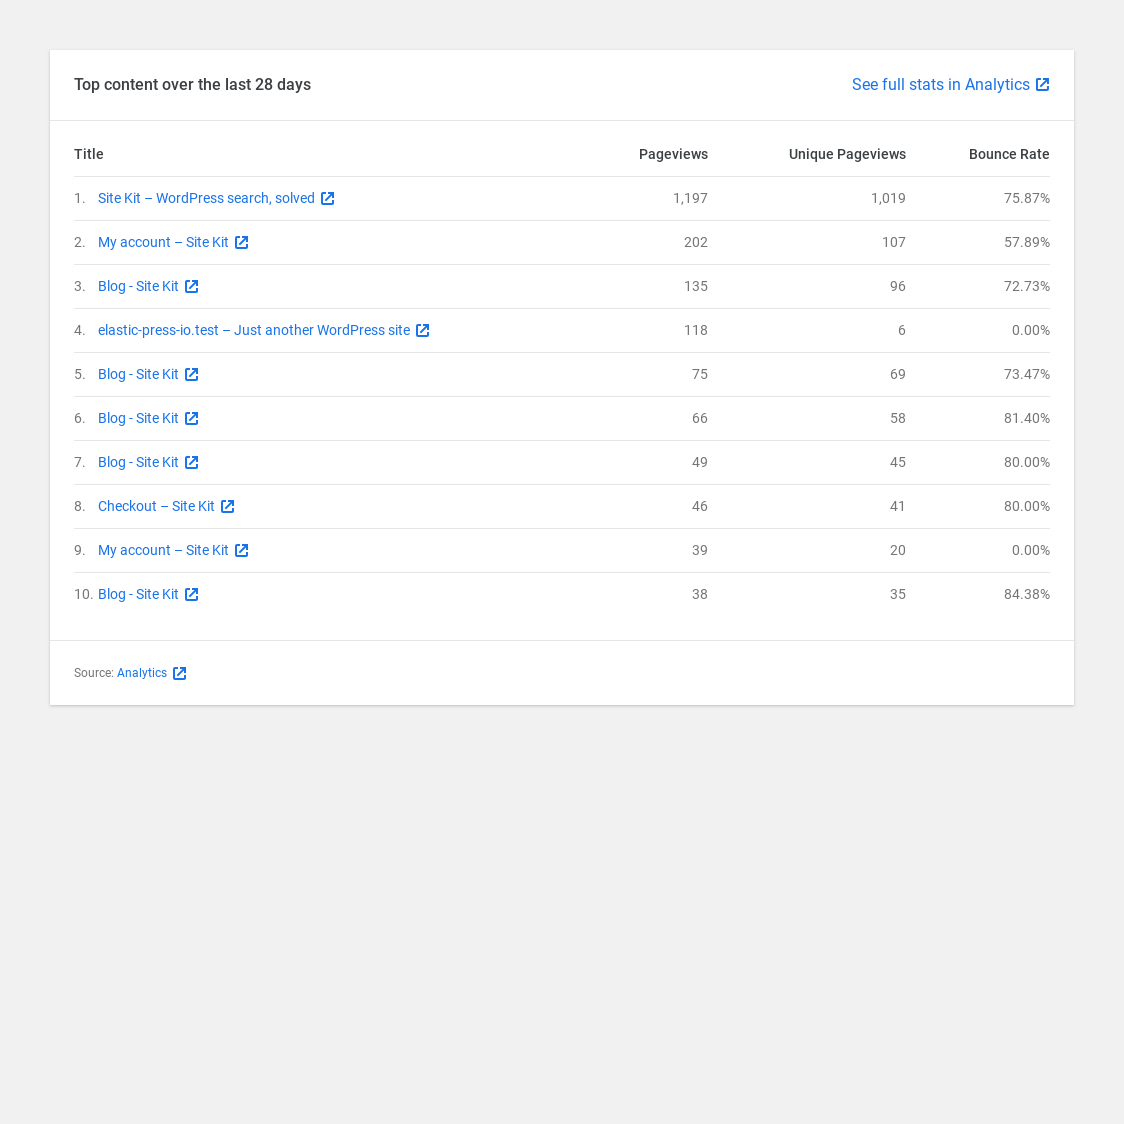 Top content over the last 28 days See full stats in Analytics
Title Pageviews Unique Pageviews Bounce Rate
1. Site Kit – WordPress search, solved 1,197 1,019 75.87%
2. My account – Site Kit 202 107 57.89%
3. Blog - Site Kit 135 96 72.73%
4. elastic-press-io.test – Just another WordPress site 118 6 0.00%
5. Blog - Site Kit 75 69 73.47%
6. Blog - Site Kit 66 58 81.40%
7. Blog - Site Kit 49 45 80.00%
8. Checkout – Site Kit 46 41 80.00%
9. My account – Site Kit 39 20 0.00%
10. Blog - Site Kit 38 35 84.38%
Source: Analytics